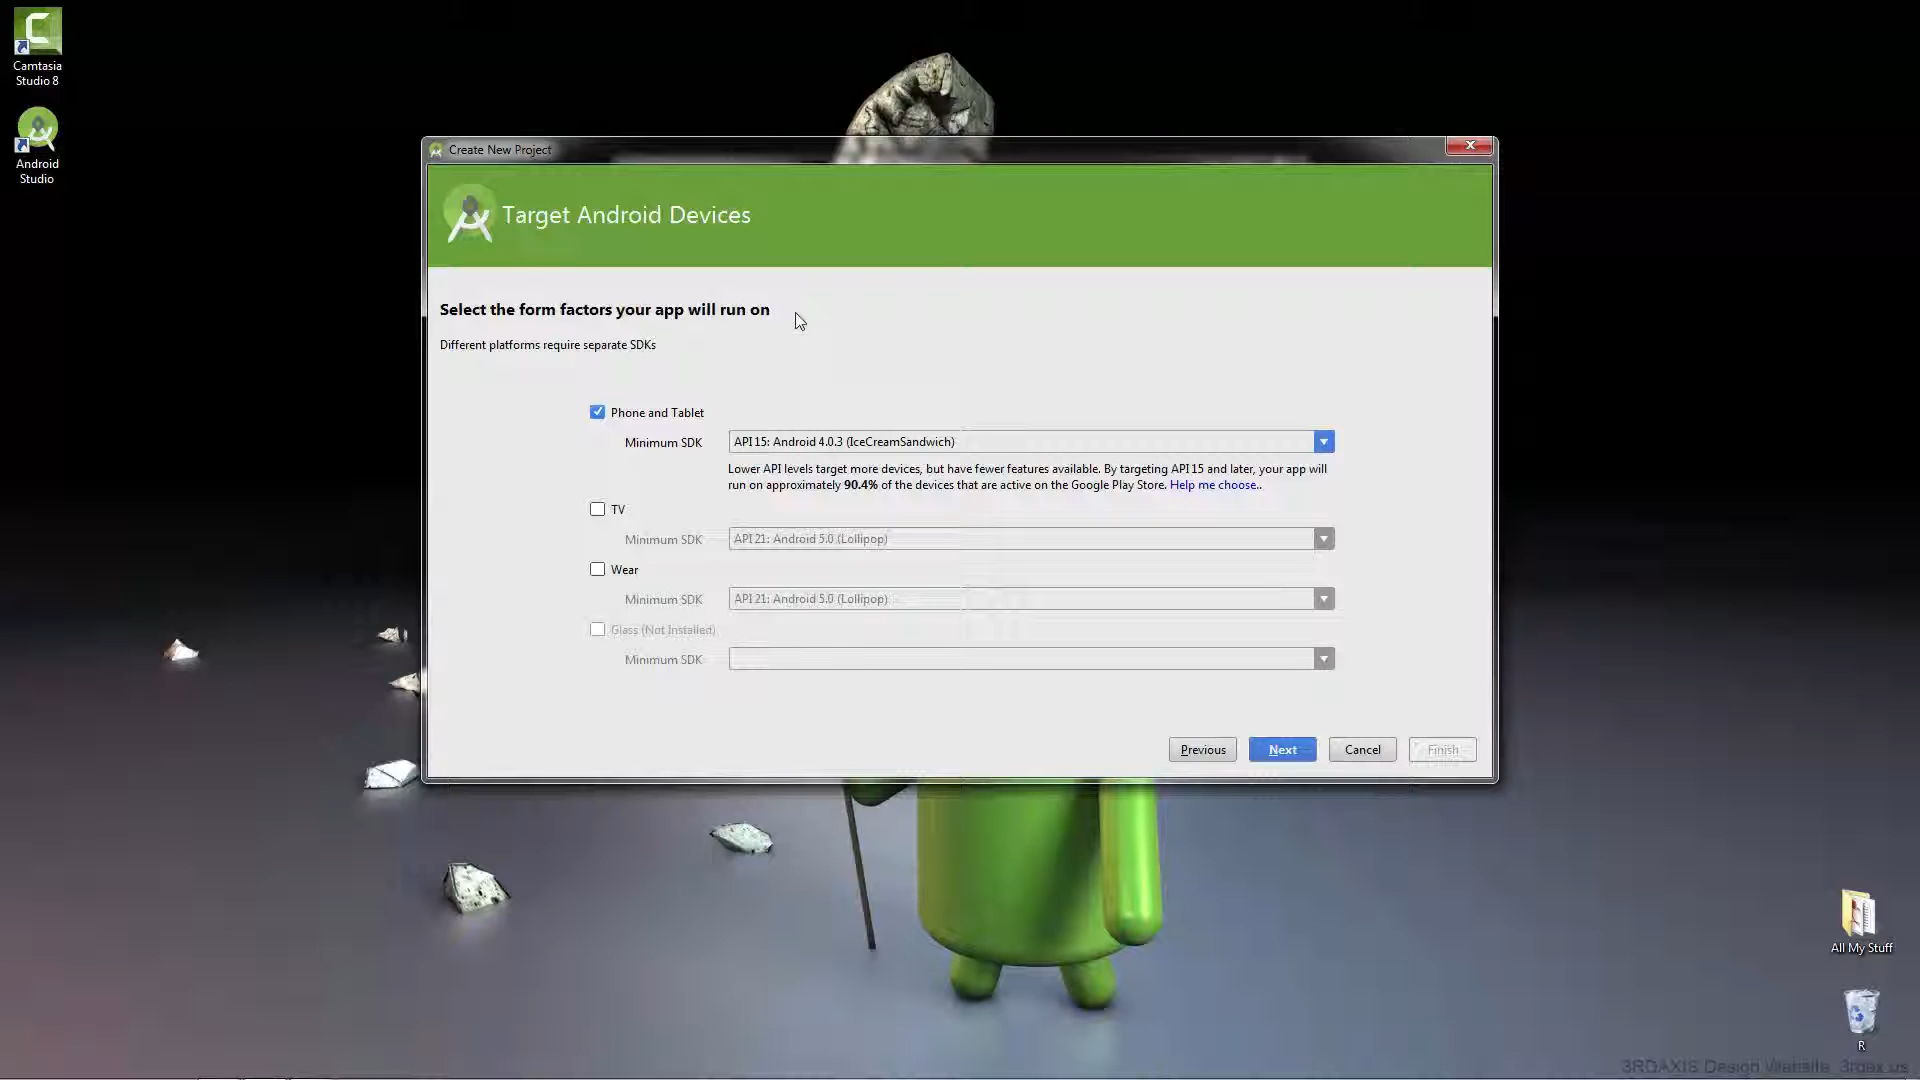 Camtasia
Studio 8
Android
Studio
Create New Project
Target Android Devices
Select the form factors your app will run on
Different platforms require separate SDKs
Phone and Tablet
Minimum SDK
API 15: Android 4.0.3 (IceCreamSandwich)
Lower API levels target more devices, but have fewer features available. By targeting API 15 and later, your app will
run on approximately 90.4% of the devices that are active on the Google Play Store. Help me choose..
TV
Minimum SDK
API 21: Android 5.0 (Lollipop)
Wear
Minimum SDK
API 21: Android 5.0 (Lollipop)
Glass (Not Installed)
Minimum SDK
Previous
Next
Cancel
Finish
All My Stuff
R
3RDAXIS Design Website 3rdax.us